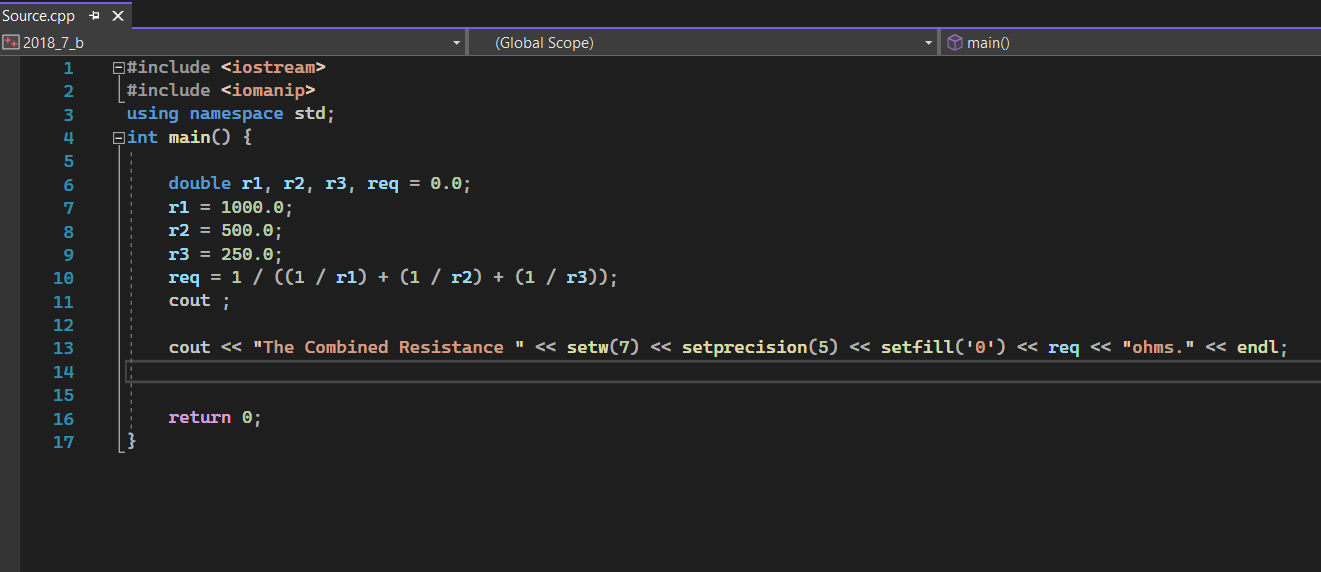 Source.cpp
2018_7_b (Global Scope) main()
1 #include <iostream>
2 #include <iomanip>
3 using namespace std;
4 int main() {
5
6 double r1, r2, r3, req = 0.0;
7 r1 = 1000.0;
8 r2 = 500.0;
9 r3 = 250.0;
10 req = 1 / ((1 / r1) + (1 / r2) + (1 / r3));
11 cout ;
12
13 cout << "The Combined Resistance " << setw(7) << setprecision(5) << setfill('0') << req << "ohms." << endl;
14
15
16 return 0;
17 }